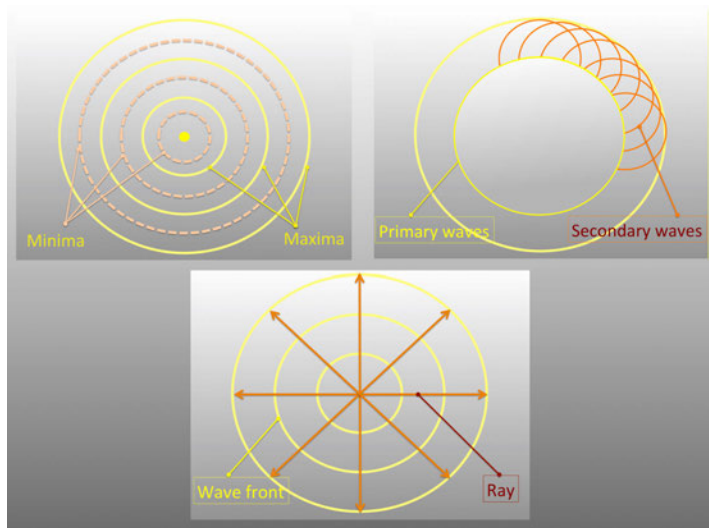 Minima
Maxima
Primary waves
Secondary waves
Wave front
Ray